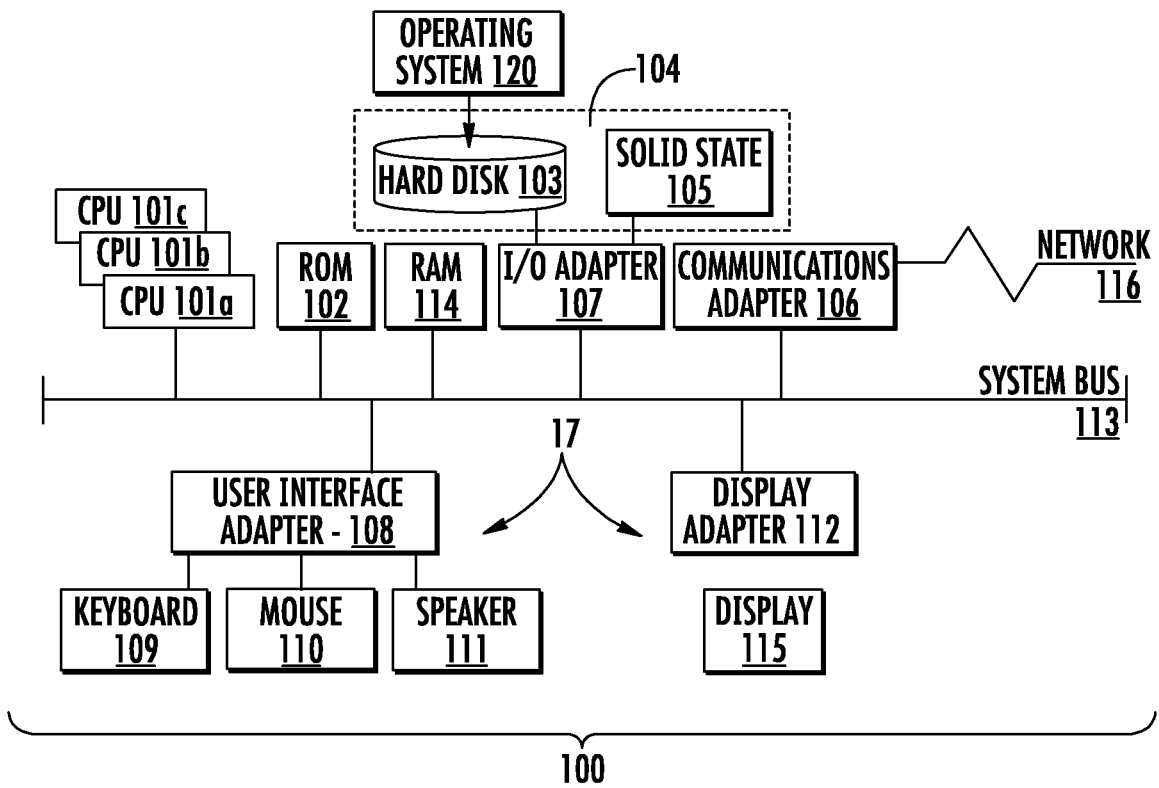 OPERATING
SYSTEM 120
104
HARD DISK 103
SOLID STATE
105
CPU 101c
CPU 101b
CPU 101a
ROM
102
RAM
114
I/O ADAPTER
107
COMMUNICATIONS
ADAPTER 106
NETWORK
116
SYSTEM BUS
113
17
USER INTERFACE
ADAPTER - 108
DISPLAY
ADAPTER 112
KEYBOARD
109
MOUSE
110
SPEAKER
111
DISPLAY
115
100